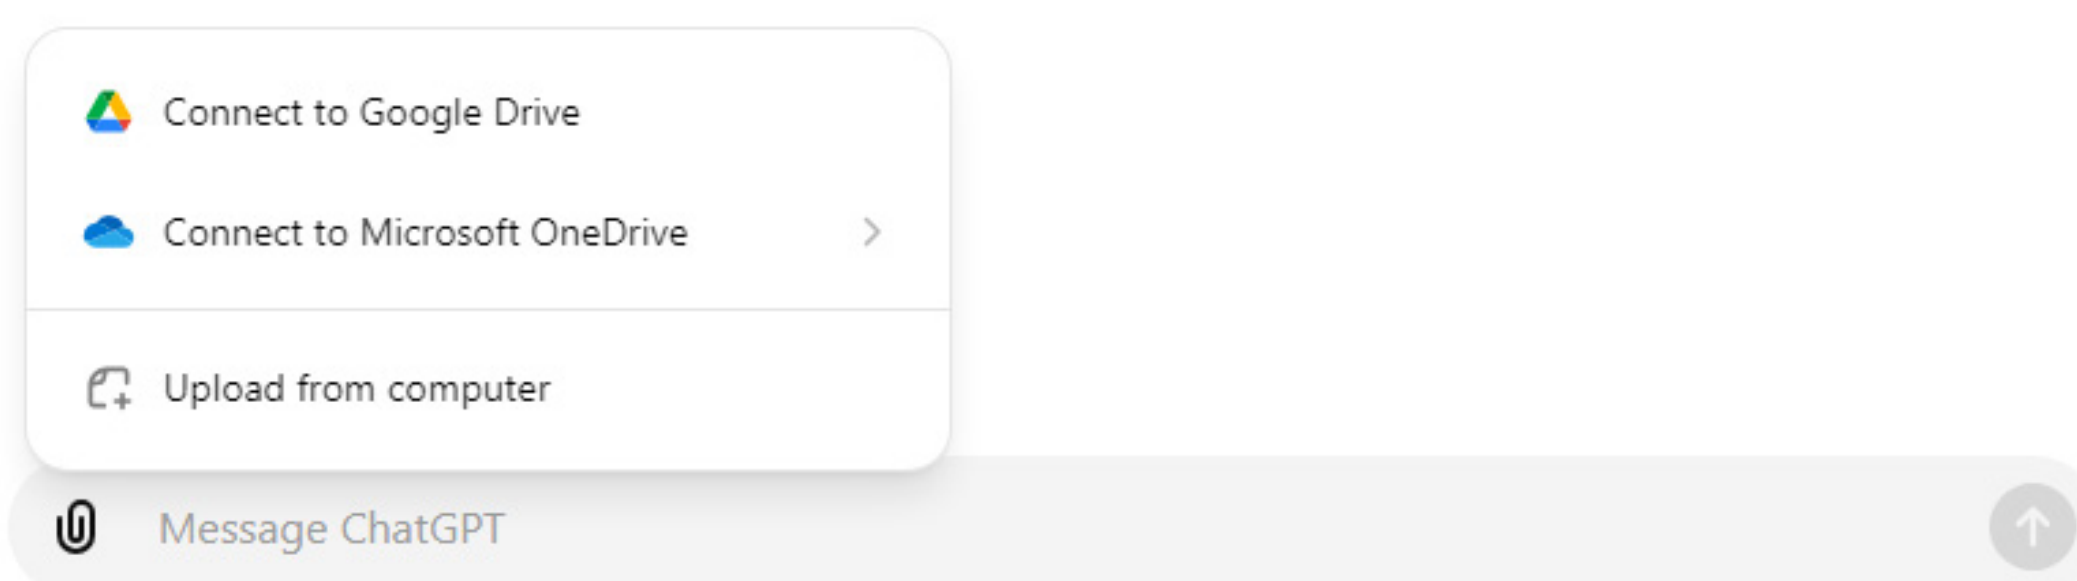 Connect to Google Drive
Connect to Microsoft OneDrive
Upload from computer
Message ChatGPT